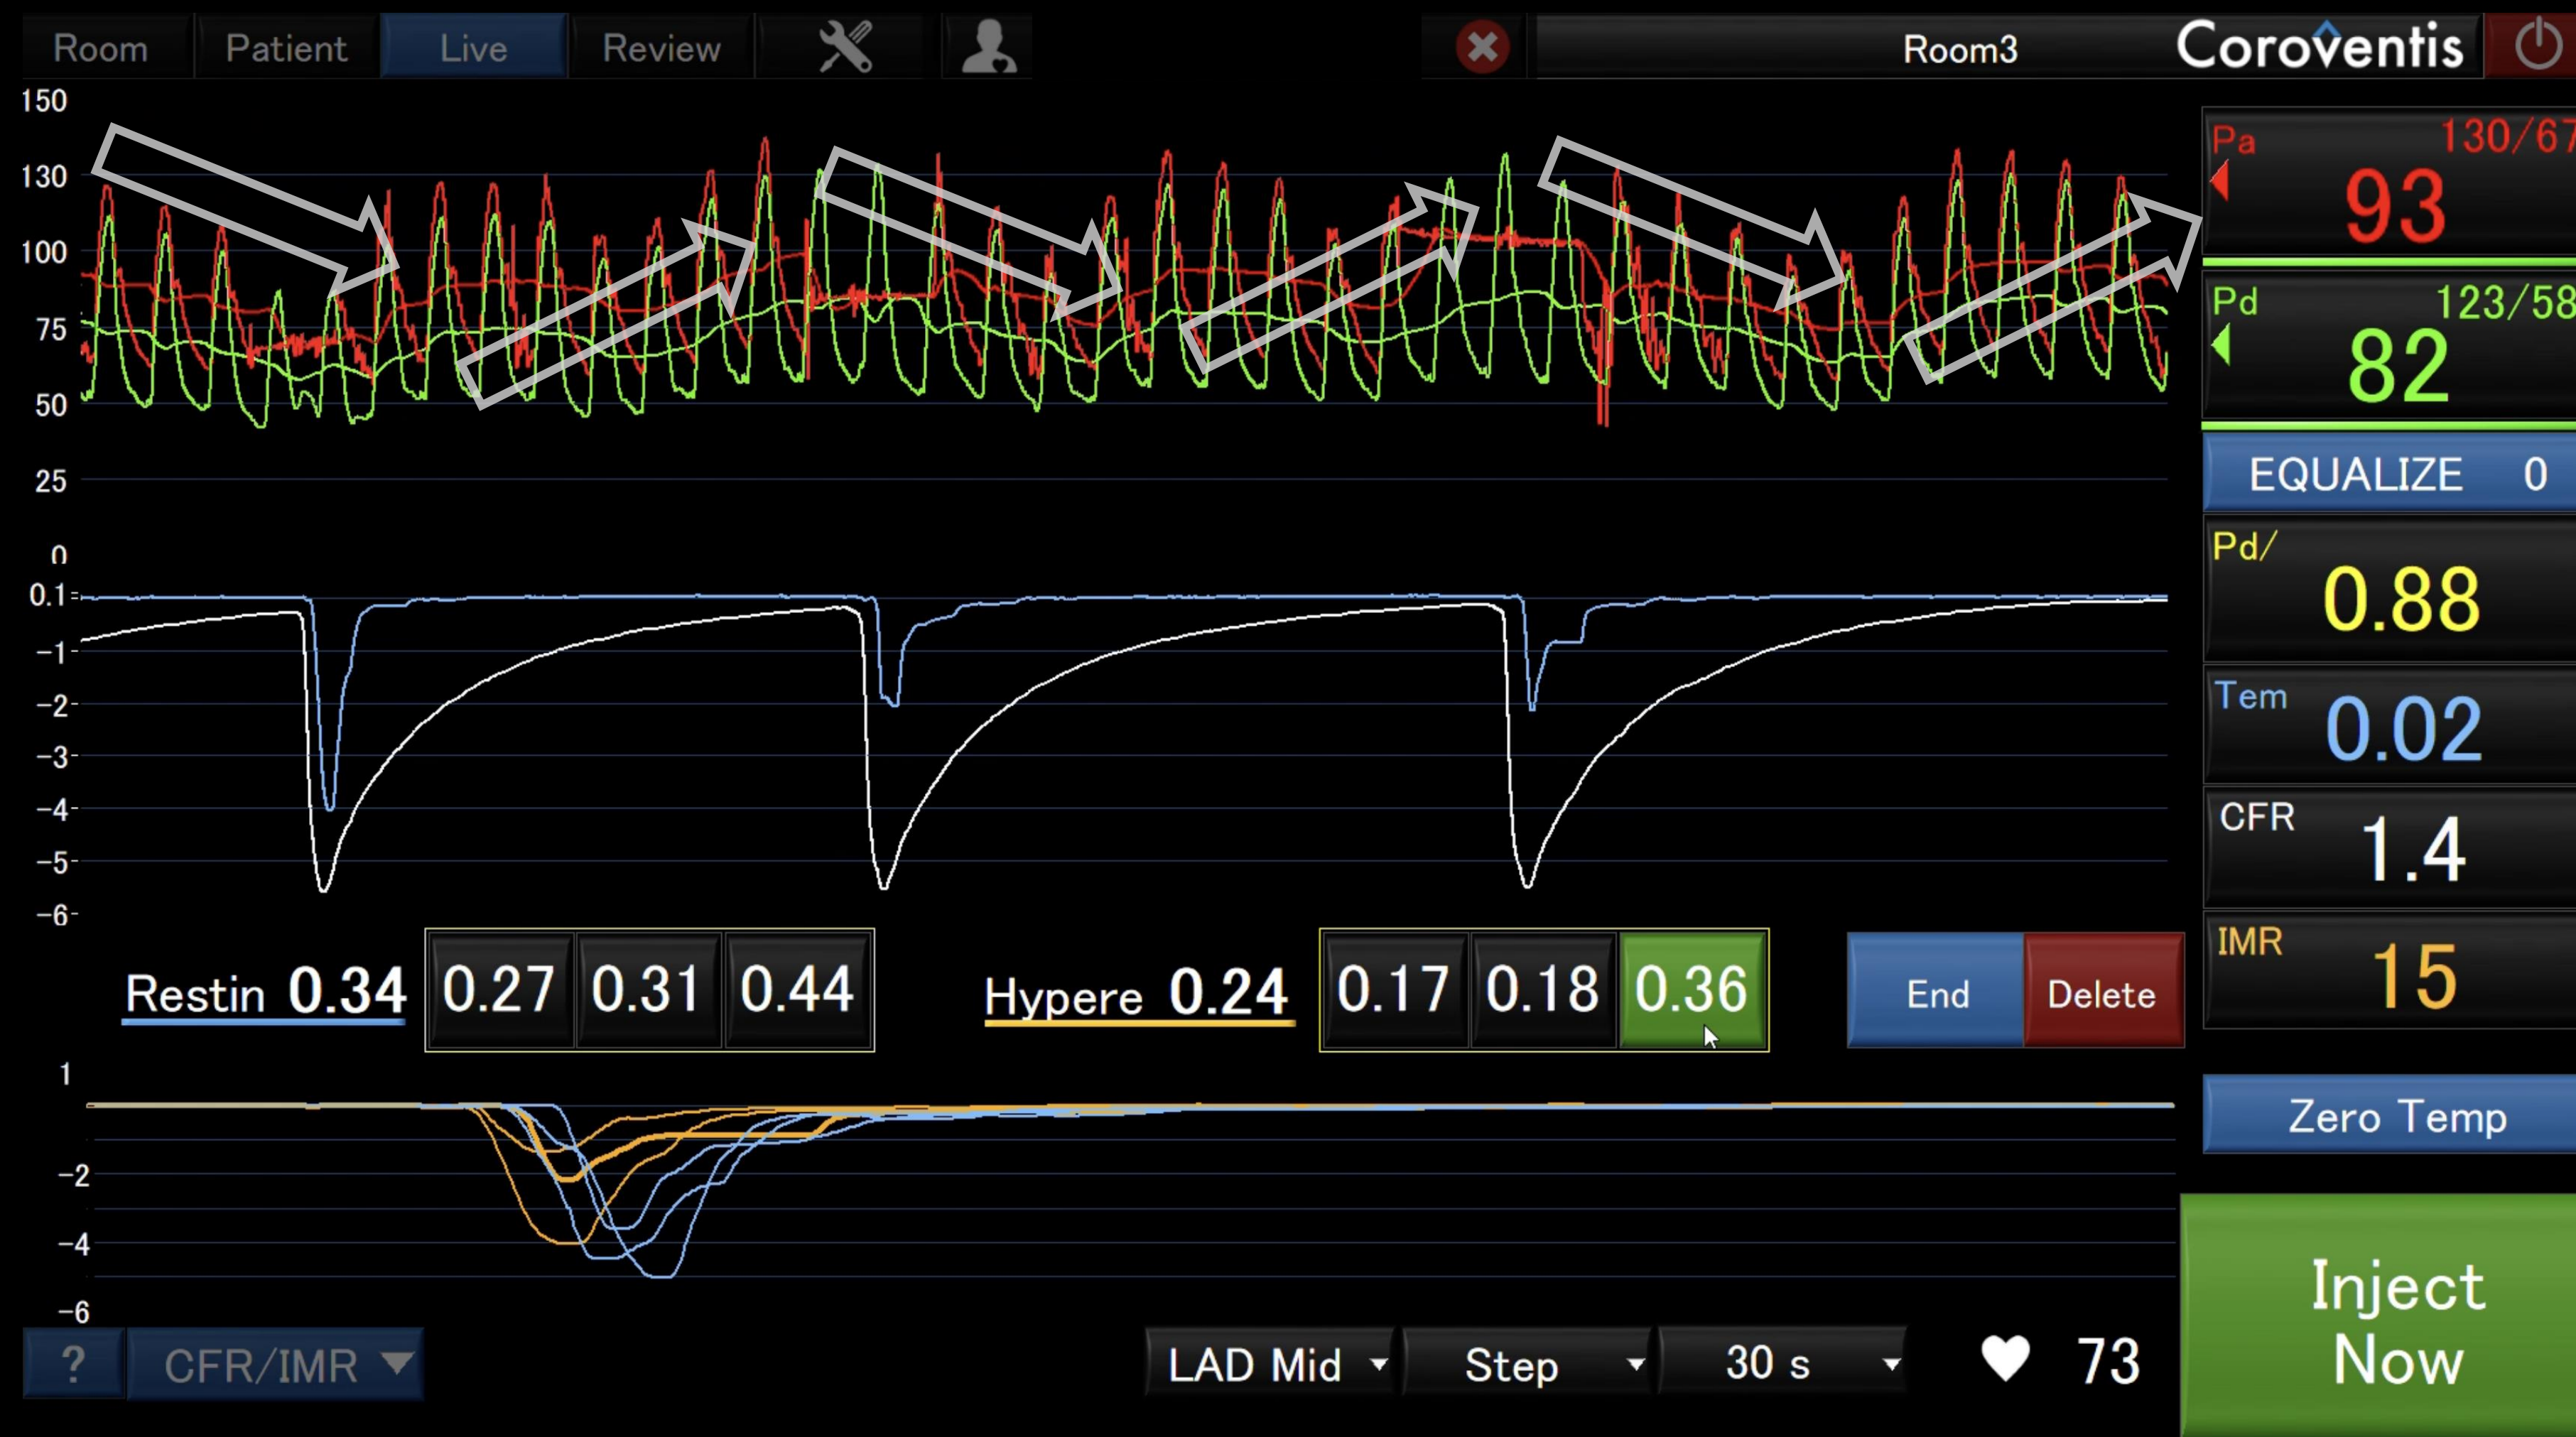 Room Patient Live Review Room3 Coroventis
150
130
100
75
50
25
0
Pa 130/67
93
Pd 123/58
82
EQUALIZE 0
Pd/
0.88
Tem
0.02
CFR
1.4
IMR
15
0.1
-1
-2
-3
-4
-5
-6
Restin 0.34 0.27 0.31 0.44 Hypere 0.24 0.17 0.18 0.36 End Delete
1
-2
-4
-6
Zero Temp
Inject
Now
? CFR/IMR LAD Mid Step 30 s 73